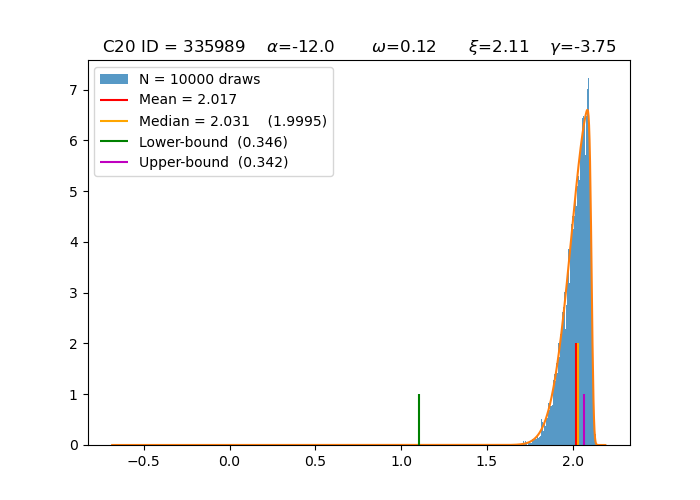 C20 ID = 335989 α=-12.0 ω=0.12 ξ=2.11 γ=-3.75
N = 10000 draws
Mean = 2.017
Median = 2.031 (1.9995)
Lower-bound (0.346)
Upper-bound (0.342)
7
6
5
4
3
2
1
0
−0.5 0.0 0.5 1.0 1.5 2.0